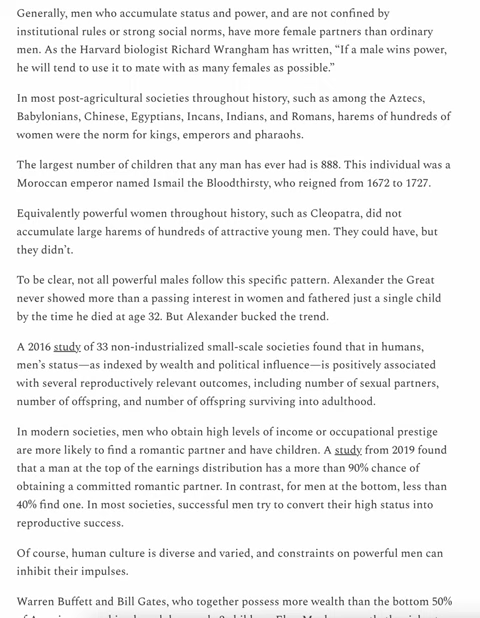 Generally, men who accumulate status and power, and are not confined by
institutional rules or strong social norms, have more female partners than ordinary
men. As the Harvard biologist Richard Wrangham has written, “If a male wins power,
he will tend to use it to mate with as many females as possible.”
In most post-agricultural societies throughout history, such as among the Aztecs,
Babylonians, Chinese, Egyptians, Incans, Indians, and Romans, harems of hundreds of
women were the norm for kings, emperors and pharaohs.
The largest number of children that any man has ever had is 888. This individual was a
Moroccan emperor named Ismail the Bloodthirsty, who reigned from 1672 to 1727.
Equivalently powerful women throughout history, such as Cleopatra, did not
accumulate large harems of hundreds of attractive young men. They could have, but
they didn’t.
To be clear, not all powerful males follow this specific pattern. Alexander the Great
never showed more than a passing interest in women and fathered just a single child
by the time he died at age 32. But Alexander bucked the trend.
A 2016 study of 33 non-industrialized small-scale societies found that in humans,
men’s status—as indexed by wealth and political influence—is positively associated
with several reproductively relevant outcomes, including number of sexual partners,
number of offspring, and number of offspring surviving into adulthood.
In modern societies, men who obtain high levels of income or occupational prestige
are more likely to find a romantic partner and have children. A study from 2019 found
that a man at the top of the earnings distribution has a more than 90% chance of
obtaining a committed romantic partner. In contrast, for men at the bottom, less than
40% find one. In most societies, successful men try to convert their high status into
reproductive success.
Of course, human culture is diverse and varied, and constraints on powerful men can
inhibit their impulses.
Warren Buffett and Bill Gates, who together possess more wealth than the bottom 50%